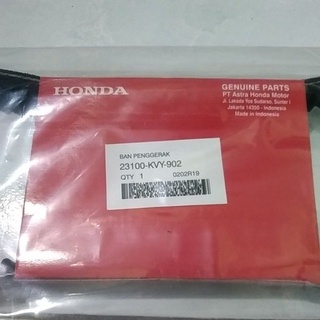 HONDA
GENUINE PARTS
PT Astra Honda Motor
Jl. Laksda Yos Sudarso, Sunter I
Jakarta 14350 - Indonesia
Made in Indonesia
BAN PENGGERAK
23100-KVY-902
QTY 1 0202R19